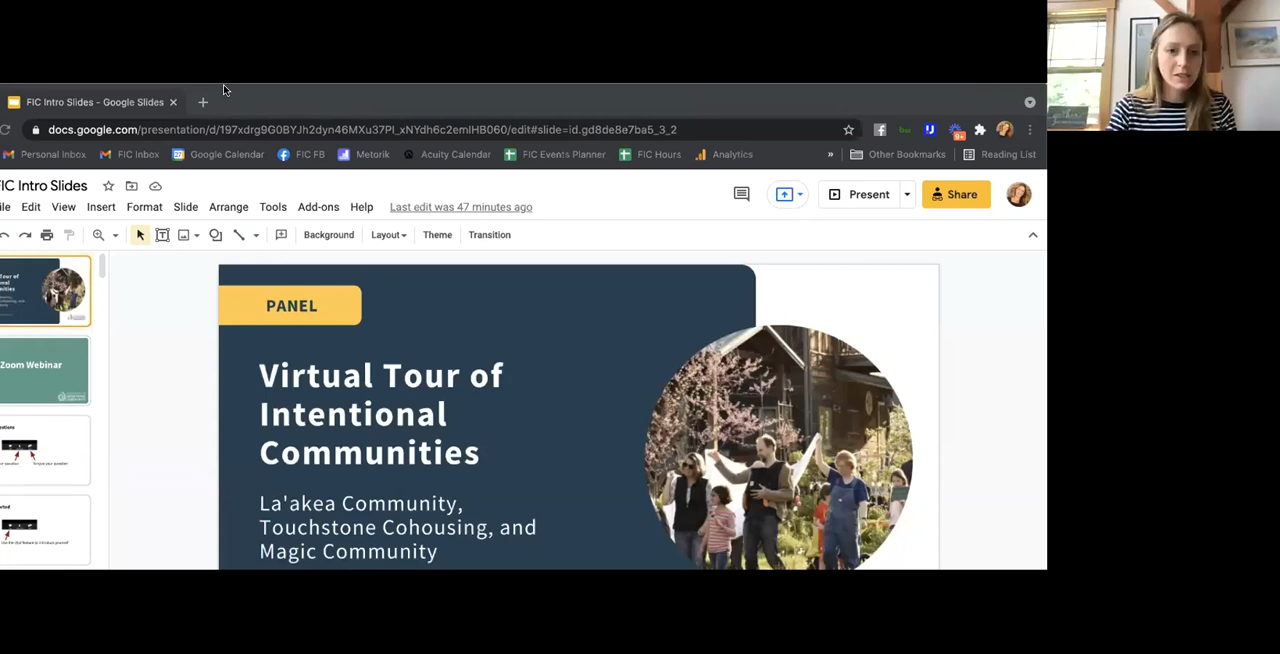 FIC Intro Slides - Google Slides
docs.google.com/presentation/d/197xdrg9G0BYJh2dyn46MXu37PI_xNYdh6c2emIHB060/edit#slide=id.gd8de8e7ba5_3_2
Personal Inbox FIC Inbox Google Calendar FIC FB Metorik Acuity Calendar FIC Events Planner FIC Hours Analytics » Other Bookmarks Reading List
FIC Intro Slides
Present Share
ile Edit View Insert Format Slide Arrange Tools Add-ons Help Last edit was 47 minutes ago
Background Layout Theme Transition
PANEL
Virtual Tour of
Intentional
Communities
La'akea Community,
Touchstone Cohousing, and
Magic Community
Zoom Webinar